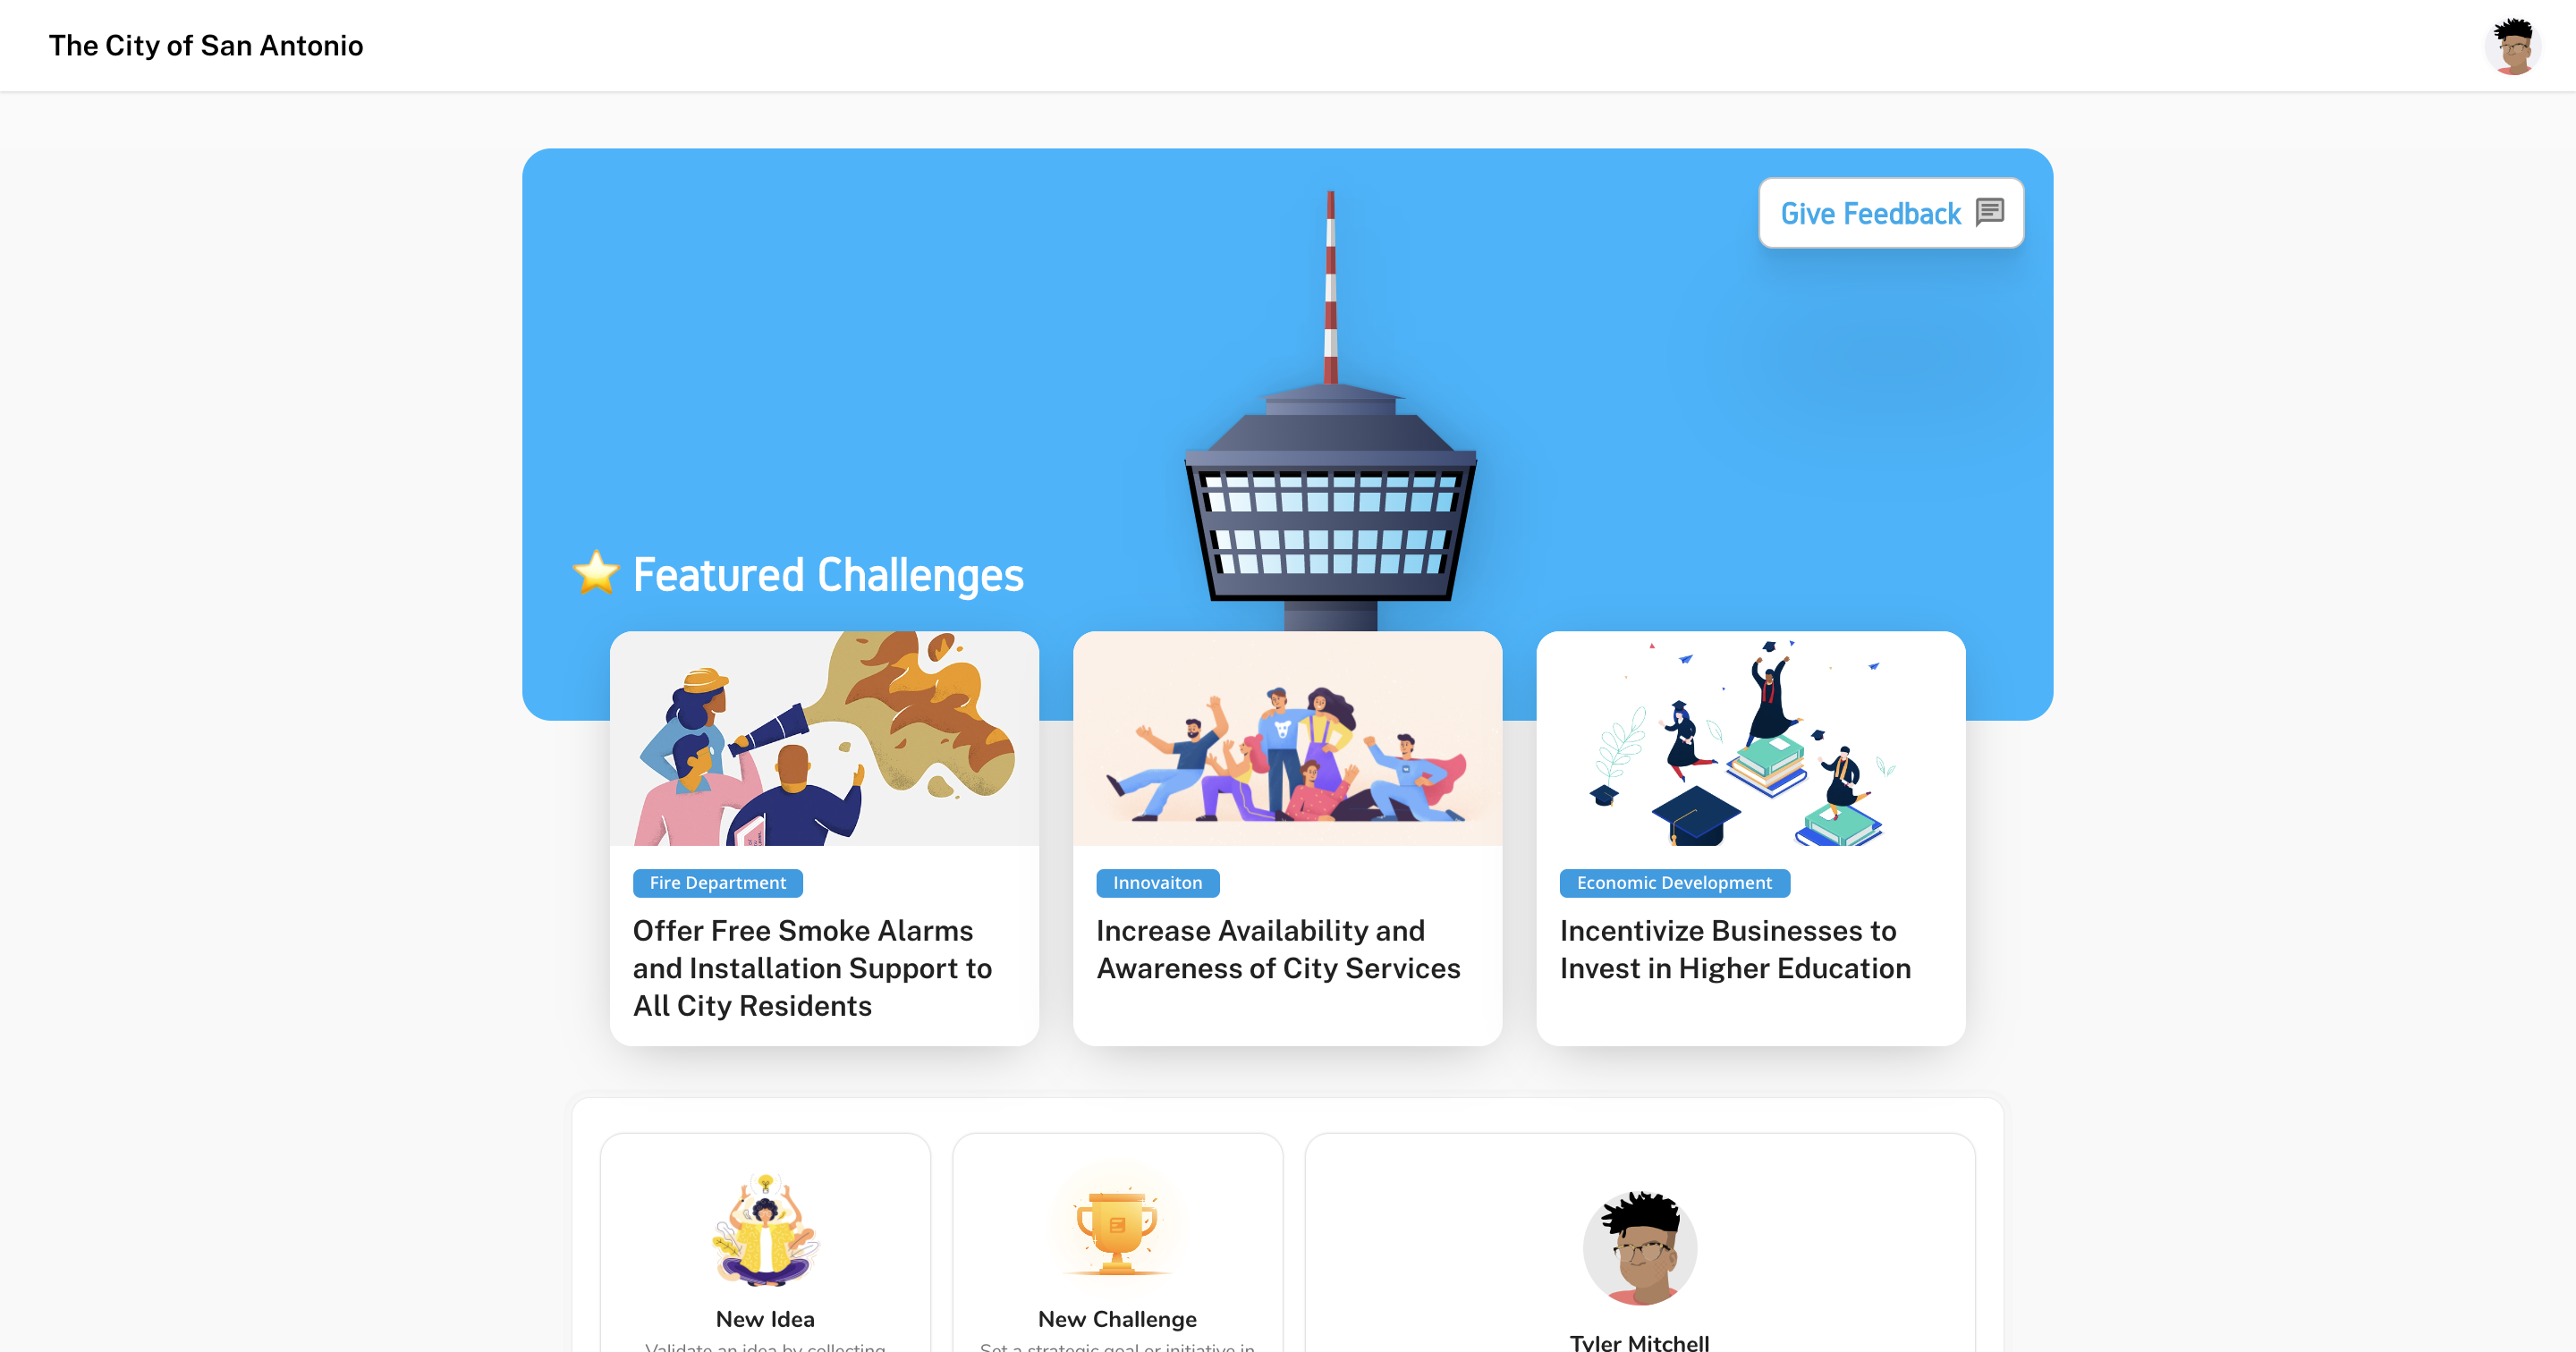 The City of San Antonio
Give Feedback
Featured Challenges
Fire Department
Offer Free Smoke Alarms
and Installation Support to
All City Residents
Innovaiton
Increase Availability and
Awareness of City Services
Economic Development
Incentivize Businesses to
Invest in Higher Education
New Idea
Validate an idea by collecting
New Challenge
Set a strategic goal or initiative in
Tyler Mitchell